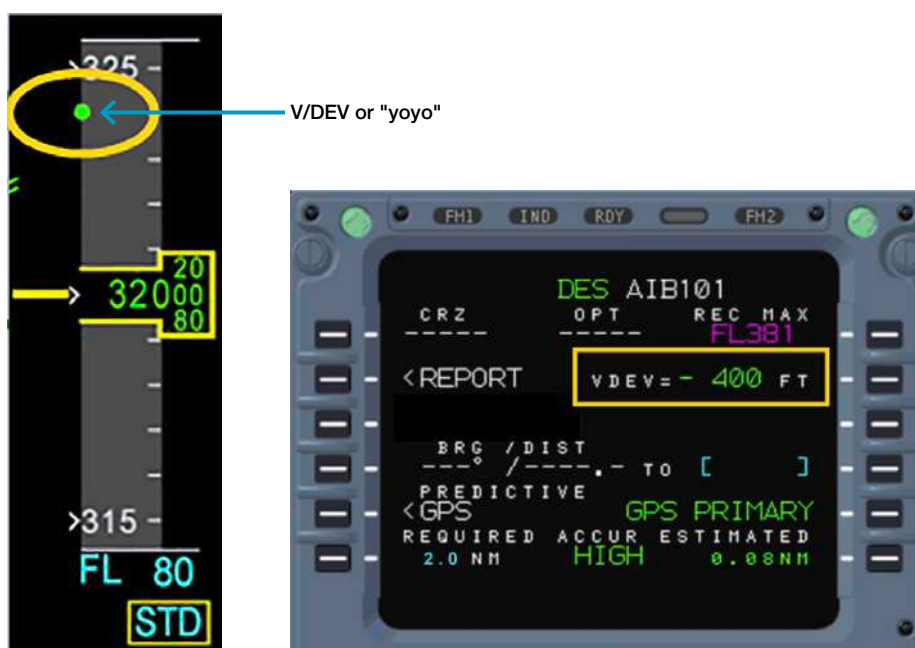 >325
V/DEV or "yoyo"
20
> 32000
80
>315
FL 80
STD
FM1 IND RDY FM2
DES AIB101
CRZ OPT REC MAX
----- ----- FL381
<REPORT VDEV=- 400 FT
BRG /DIST
---° /----.- TO [ ]
PREDICTIVE
<GPS GPS PRIMARY
REQUIRED ACCUR ESTIMATED
2.0 NM HIGH 0.08NM